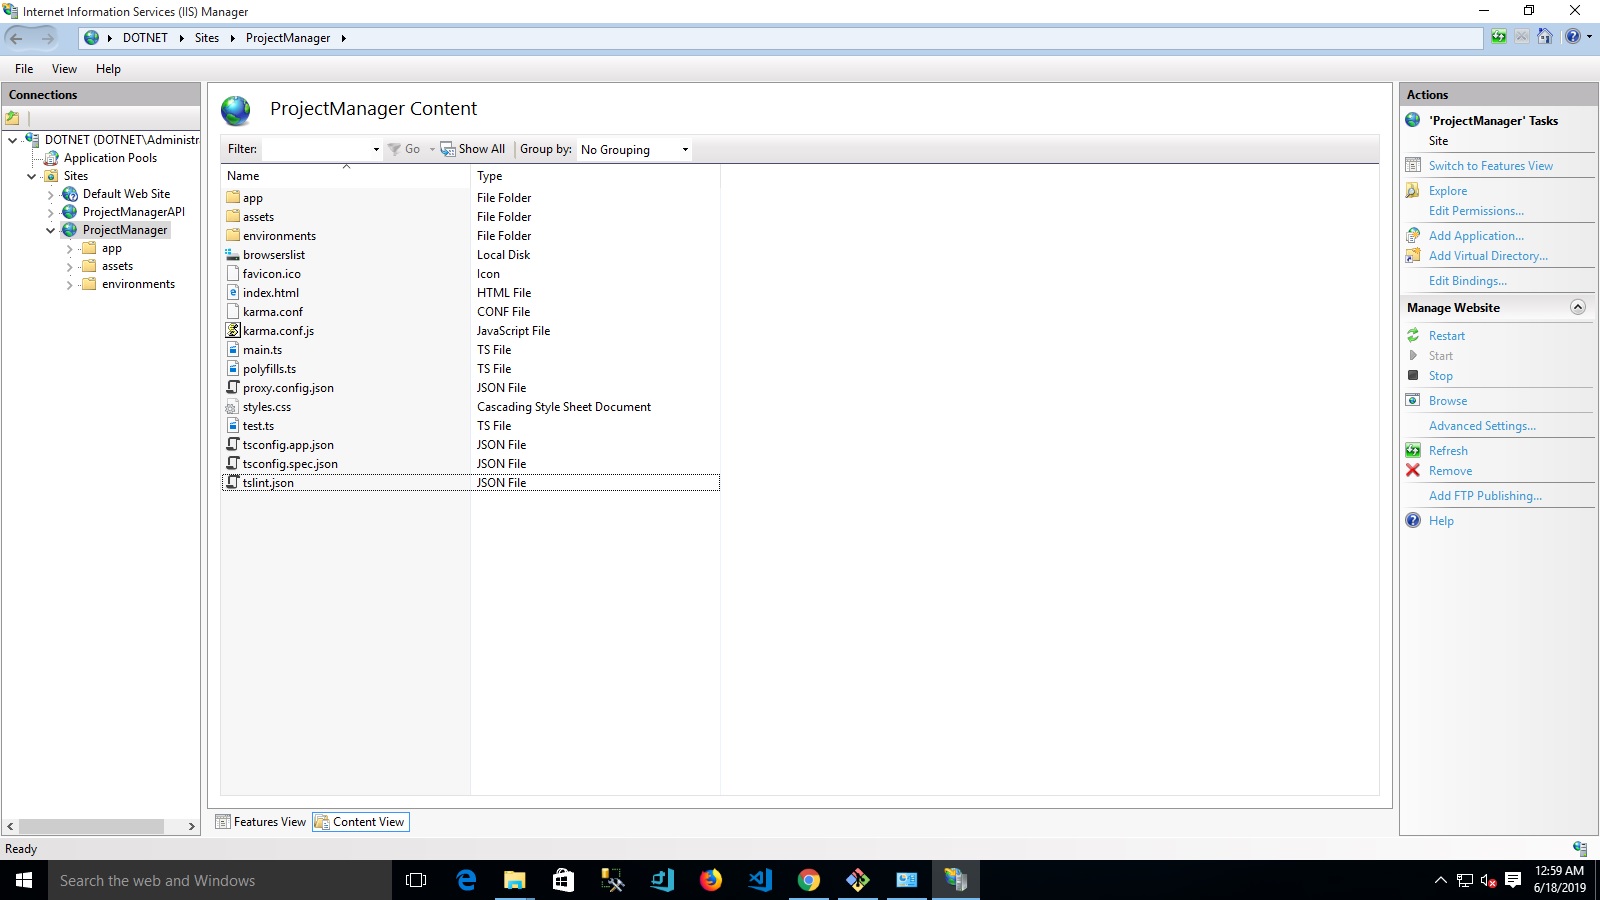 Internet Information Services (IIS) Manager
DOTNET Sites ProjectManager
File View Help
Connections
DOTNET (DOTNET\Administr
Application Pools
Sites
Default Web Site
ProjectManagerAPI
ProjectManager
app
assets
environments
ProjectManager Content
Filter: Go Show All Group by: No Grouping
Name Type
app File Folder
assets File Folder
environments File Folder
browserslist Local Disk
favicon.ico Icon
index.html HTML File
karma.conf CONF File
karma.conf.js JavaScript File
main.ts TS File
polyfills.ts TS File
proxy.config.json JSON File
styles.css Cascading Style Sheet Document
test.ts TS File
tsconfig.app.json JSON File
tsconfig.spec.json JSON File
tslint.json JSON File
Features View Content View
Actions
'ProjectManager' Tasks
Site
Switch to Features View
Explore
Edit Permissions...
Add Application...
Add Virtual Directory...
Edit Bindings...
Manage Website
Restart
Start
Stop
Browse
Advanced Settings...
Refresh
Remove
Add FTP Publishing...
Help
Ready
Search the web and Windows
12:59 AM
6/18/2019